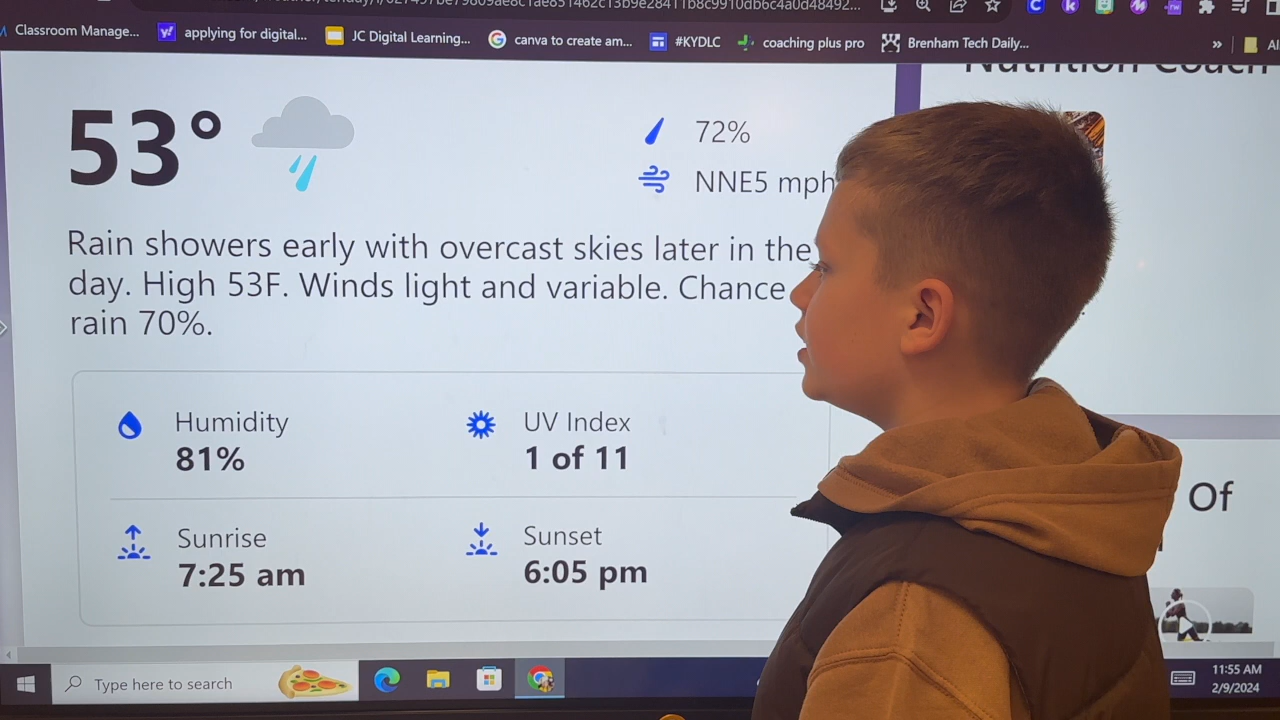 Classroom Manage...
applying for digital...
JC Digital Learning...
canva to create am...
#KYDLC
coaching plus pro
Brenham Tech Daily...
»
Nutrition Coach
53°
72%
NNE5 mph
Rain showers early with overcast skies later in the
day. High 53F. Winds light and variable. Chance
rain 70%.
Humidity
81%
UV Index
1 of 11
Sunrise
7:25 am
Sunset
6:05 pm
Of
Type here to search
11:55 AM
2/9/2024